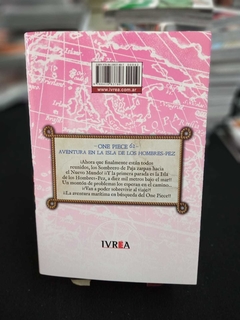 www.ivrea.com.ar
ONE PIECE 62
AVENTURA EN LA ISLA DE LOS HOMBRES-PEZ
¡Ahora que finalmente están todos
reunidos, los Sombreros de Paja zarpan hacia
el Nuevo Mundo! ¡Y la primera parada es la Isla
de los Hombres-Pez, a diez mil metros bajo el mar!!
Un montón de problemas los esperan en el camino...
¿Van a poder sobrevivir al viaje?
¡La aventura marítima en búsqueda del One Piece!
IVREA